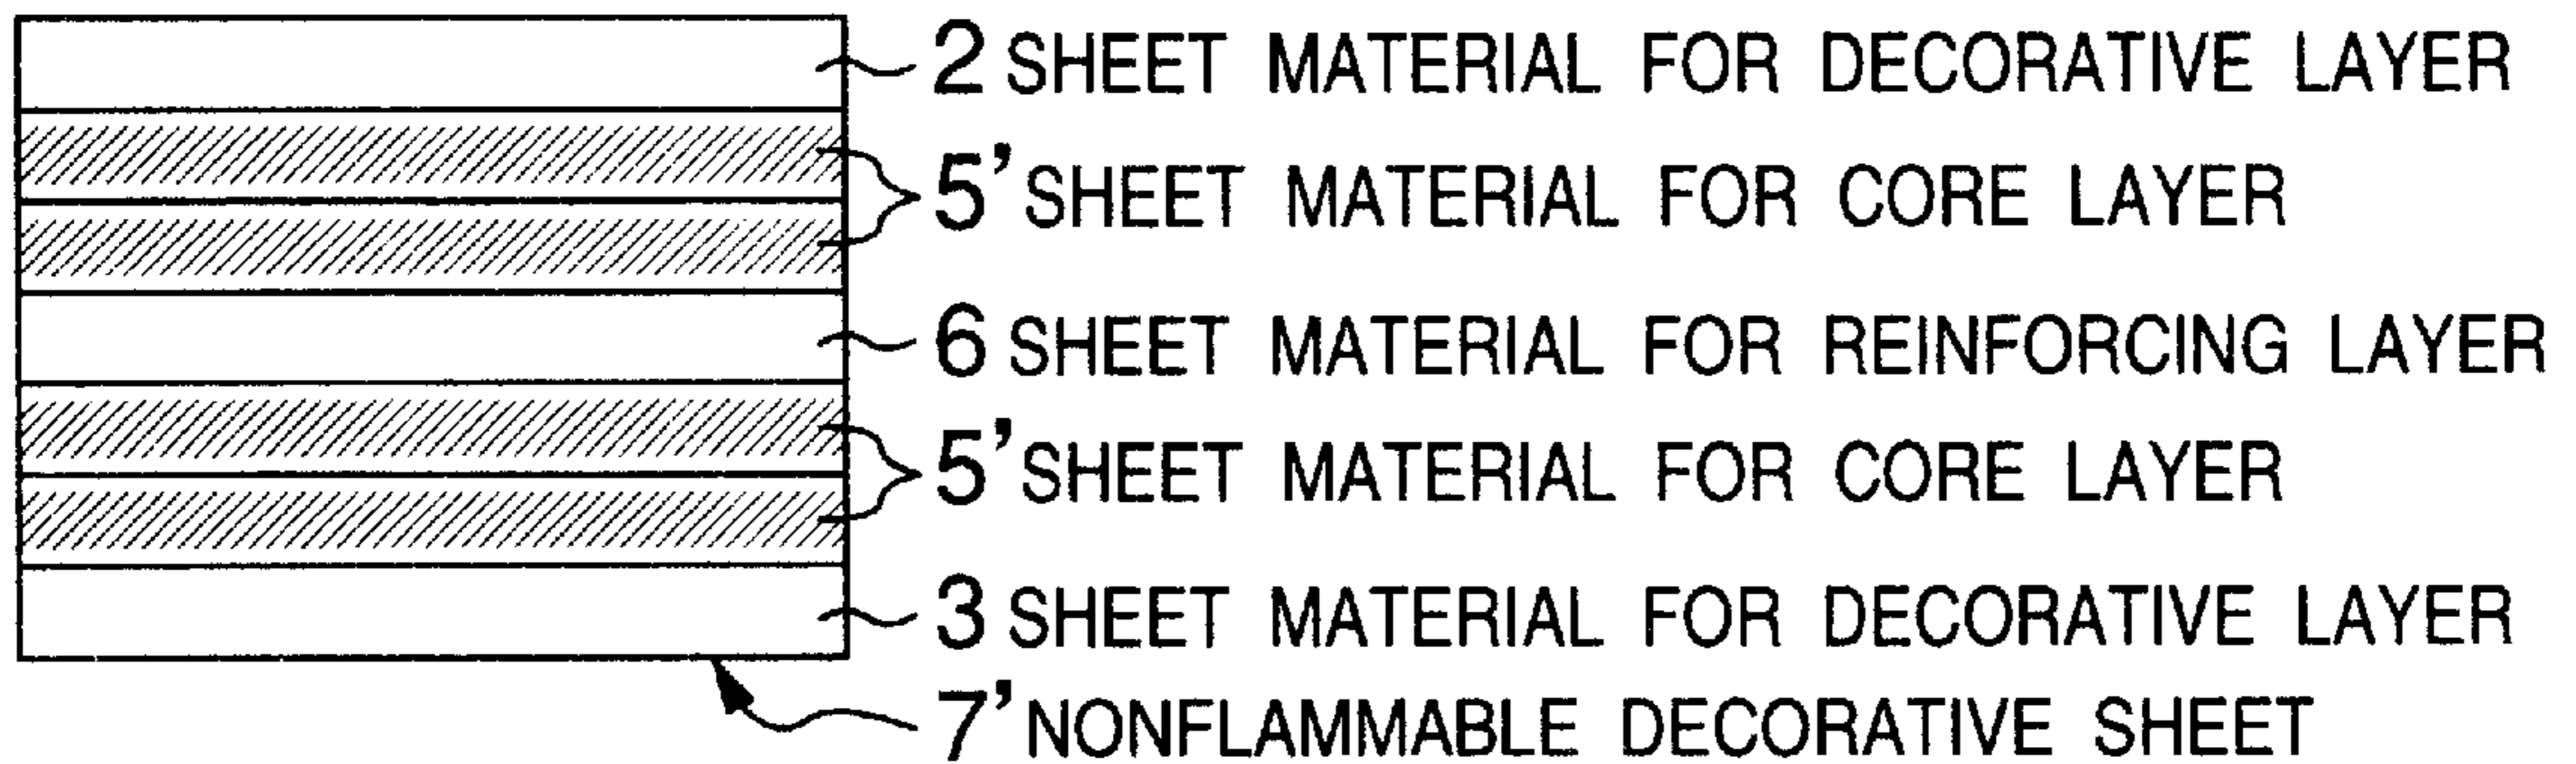 2 SHEET MATERIAL FOR DECORATIVE LAYER
5' SHEET MATERIAL FOR CORE LAYER
6 SHEET MATERIAL FOR REINFORCING LAYER
5' SHEET MATERIAL FOR CORE LAYER
3 SHEET MATERIAL FOR DECORATIVE LAYER
7' NONFLAMMABLE DECORATIVE SHEET